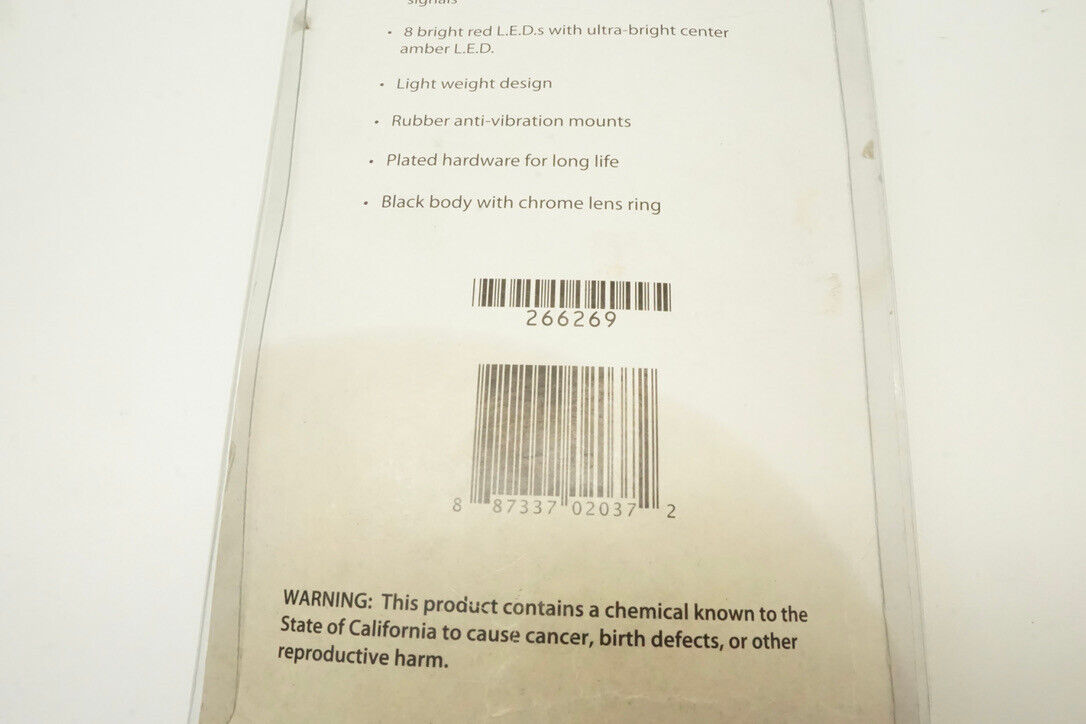 signals
• 8 bright red L.E.D.s with ultra-bright center
amber L.E.D.
• Light weight design
• Rubber anti-vibration mounts
• Plated hardware for long life
• Black body with chrome lens ring
266269
8 87337 02037 2
WARNING: This product contains a chemical known to the
State of California to cause cancer, birth defects, or other
reproductive harm.